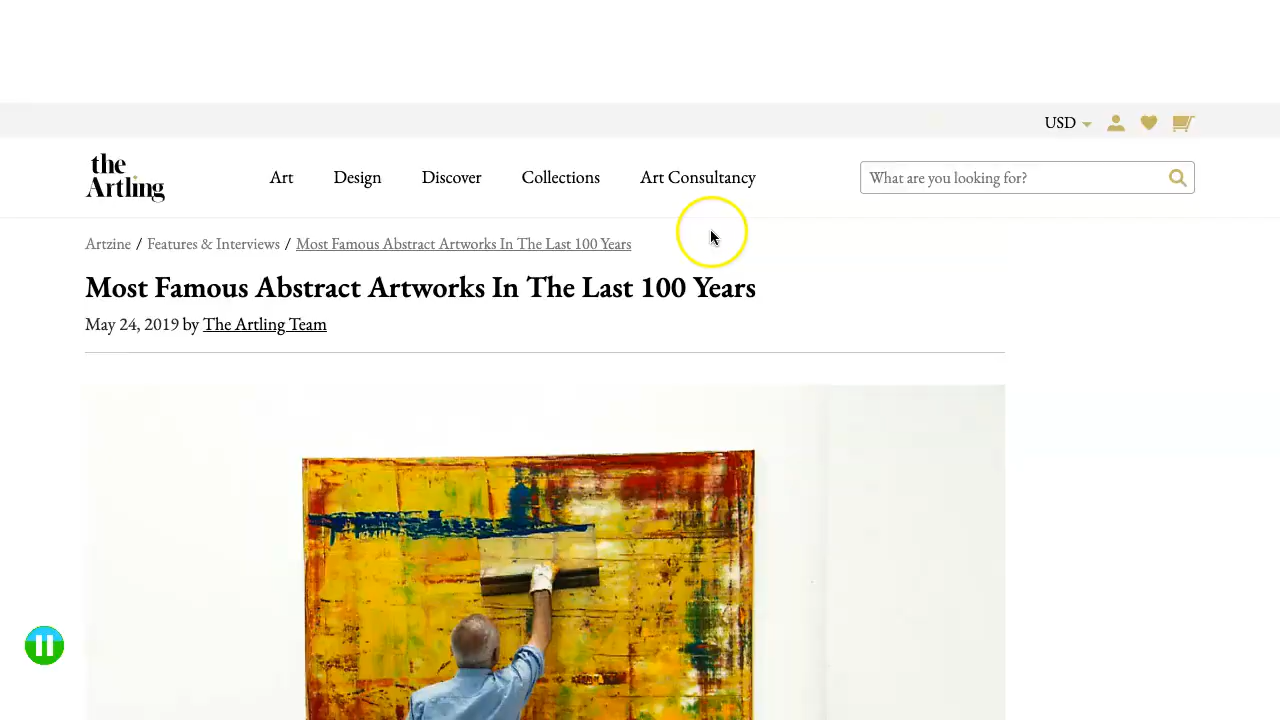 USD
the
Artling
Art Design Discover Collections Art Consultancy
What are you looking for?
Artzine / Features & Interviews / Most Famous Abstract Artworks In The Last 100 Years
Most Famous Abstract Artworks In The Last 100 Years
May 24, 2019 by The Artling Team